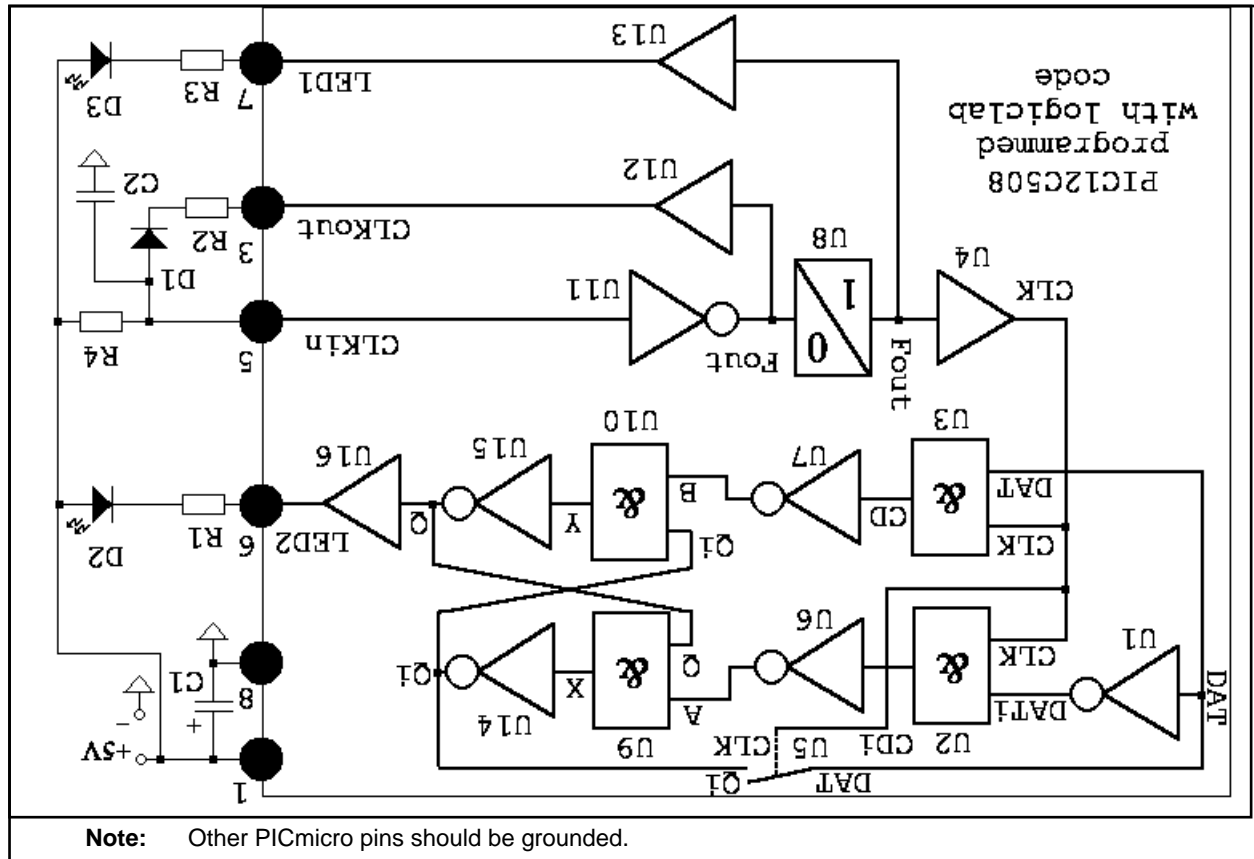 U13
LED1
7
R3
D3
PIC12C508
programmed
with logiclab
code
U12
CLKout
3
R2
C2
D1
U8
1
0
U4
CLK
U11
CLKin
5
R4
Fout
Fout
U3
&
DAT
CLK
CD
U7
B
U10
&
Qi
Y
U15
Q
U16
LED2
6
R1
D2
U1
DAT
DATi
CLK
&
U2
CDi
U6
A
Q
&
U9
X
U14
Qi
U5
CLK
DAT
Qi
8
C1
+
-
+5V
1
Note: Other PICmicro pins should be grounded.